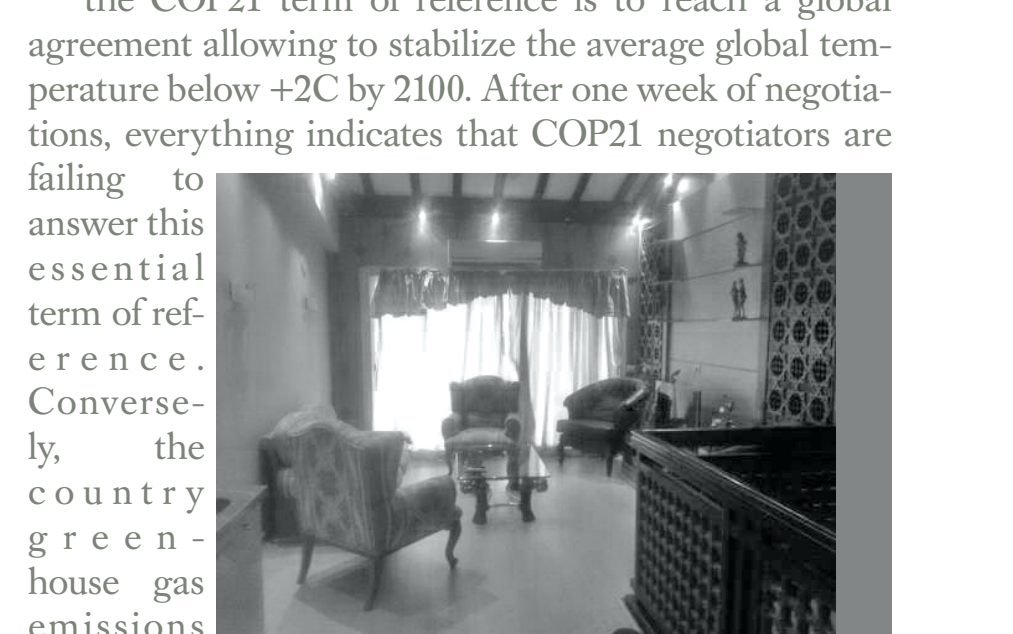 the COP21 term of reference is to reach a global
agreement allowing to stabilize the average global tem-
perature below +2C by 2100. After one week of negotia-
tions, everything indicates that COP21 negotiators are
failing to
answer this
essential
term of ref-
erence.
Converse-
ly, the
country
green-
house gas
emissions